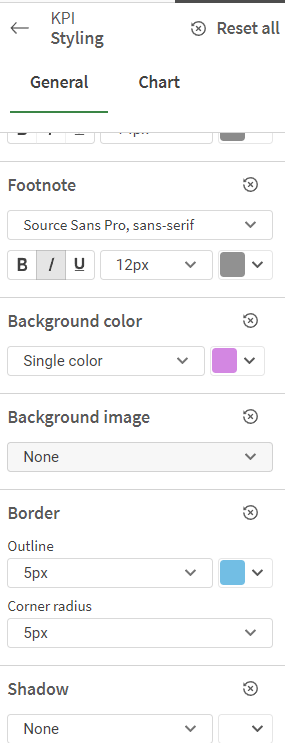 KPI
Styling
Reset all
General
Chart
Footnote
Source Sans Pro, sans-serif
B I U
12px
Background color
Single color
Background image
None
Border
Outline
5px
Corner radius
5px
Shadow
None